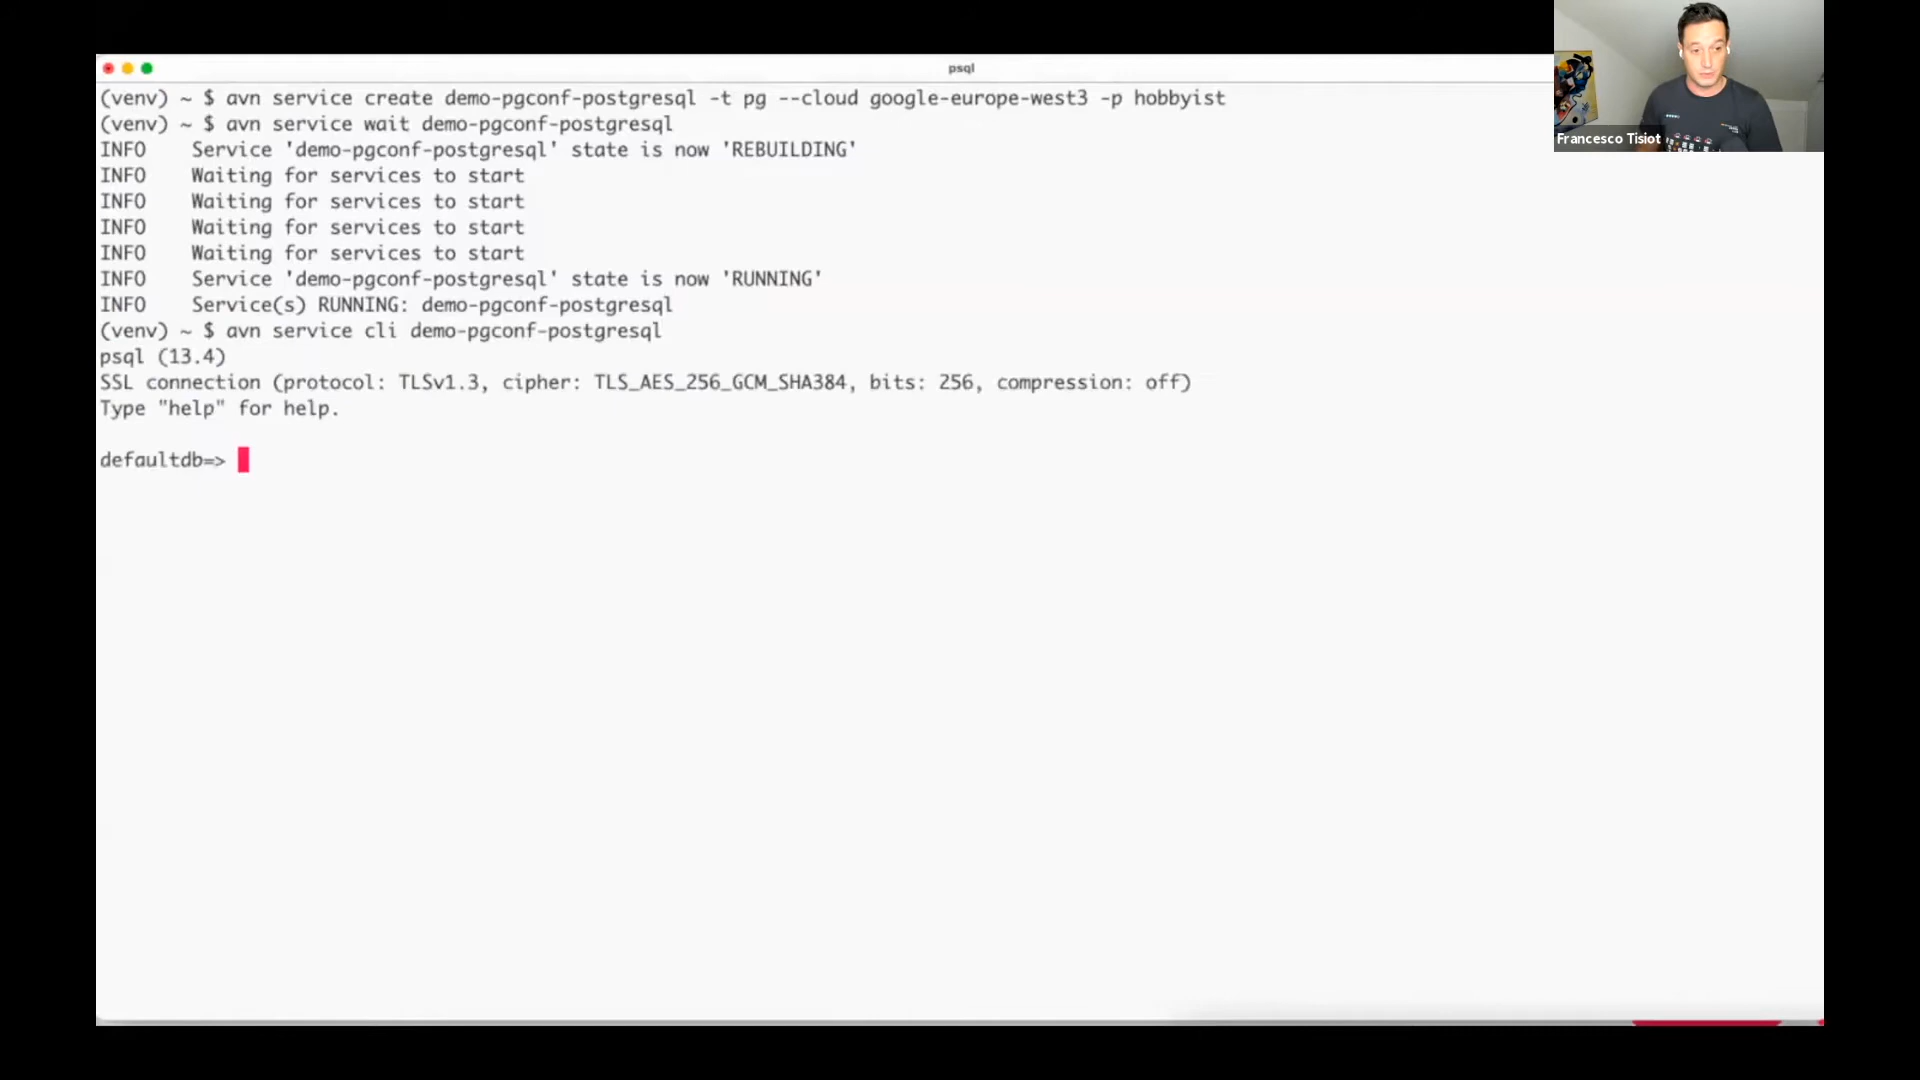 psql
(venv) ~ $ avn service create demo-pgconf-postgresql -t pg --cloud google-europe-west3 -p hobbyist
(venv) ~ $ avn service wait demo-pgconf-postgresql
INFO    Service 'demo-pgconf-postgresql' state is now 'REBUILDING'
INFO    Waiting for services to start
INFO    Waiting for services to start
INFO    Waiting for services to start
INFO    Waiting for services to start
INFO    Service 'demo-pgconf-postgresql' state is now 'RUNNING'
INFO    Service(s) RUNNING: demo-pgconf-postgresql
(venv) ~ $ avn service cli demo-pgconf-postgresql
psql (13.4)
SSL connection (protocol: TLSv1.3, cipher: TLS_AES_256_GCM_SHA384, bits: 256, compression: off)
Type "help" for help.
defaultdb=>
Francesco Tisiot